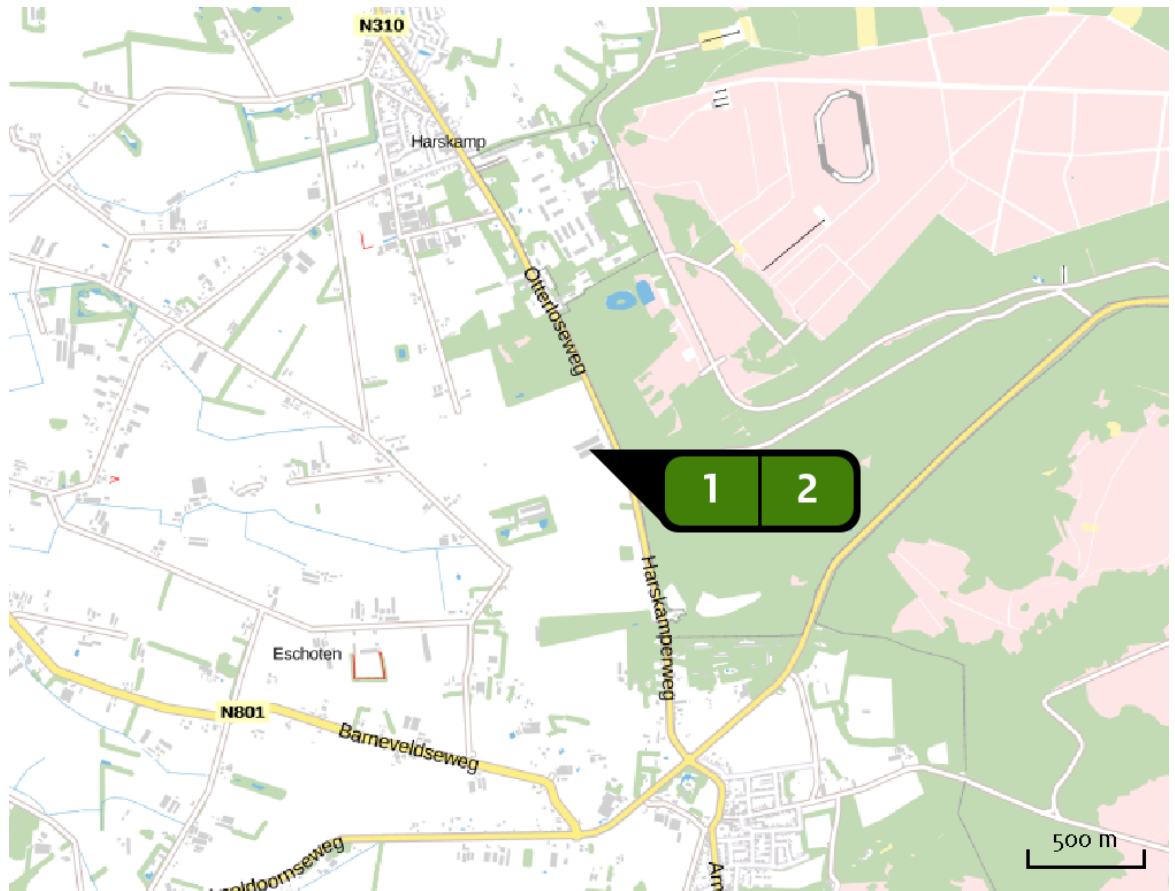 N310
Harskamp
Otterloseweg
1 2
Harskamperweg
Eschoten
N801
Barneveldseweg
500 m